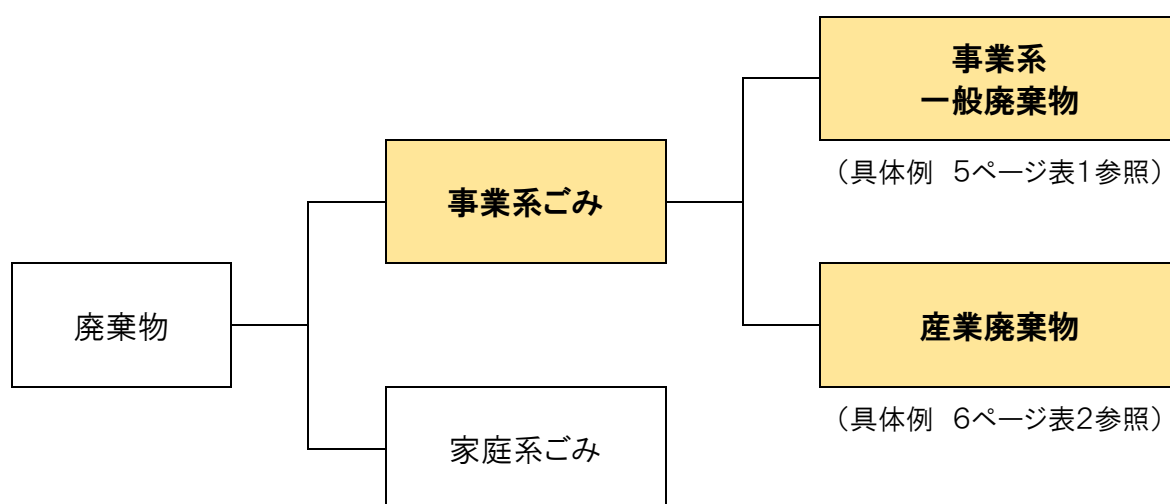 事業系
一般廃棄物
（具体例　5ページ表1参照）
事業系ごみ
廃棄物
産業廃棄物
（具体例　6ページ表2参照）
家庭系ごみ